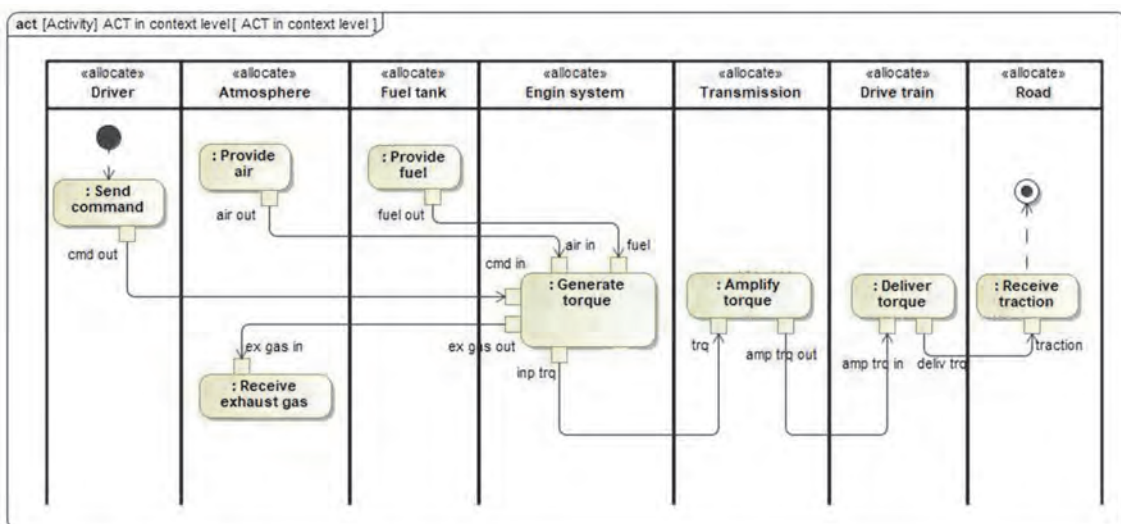 act [Activity] ACT in context level[ ACT in context level ]
«allocate»
Driver
«allocate»
Atmosphere
«allocate»
Fuel tank
«allocate»
Engin system
«allocate»
Transmission
«allocate»
Drive train
«allocate»
Road
: Provide
air
: Provide
fuel
: Send
command
air out
fuel out
cmd out
air in
fuel
cmd in
: Generate
torque
: Amplify
torque
: Deliver
torque
: Receive
traction
ex gas in
ex gas out
trq
amp trq out
amp trq in
deliv trq
traction
inp trq
: Receive
exhaust gas